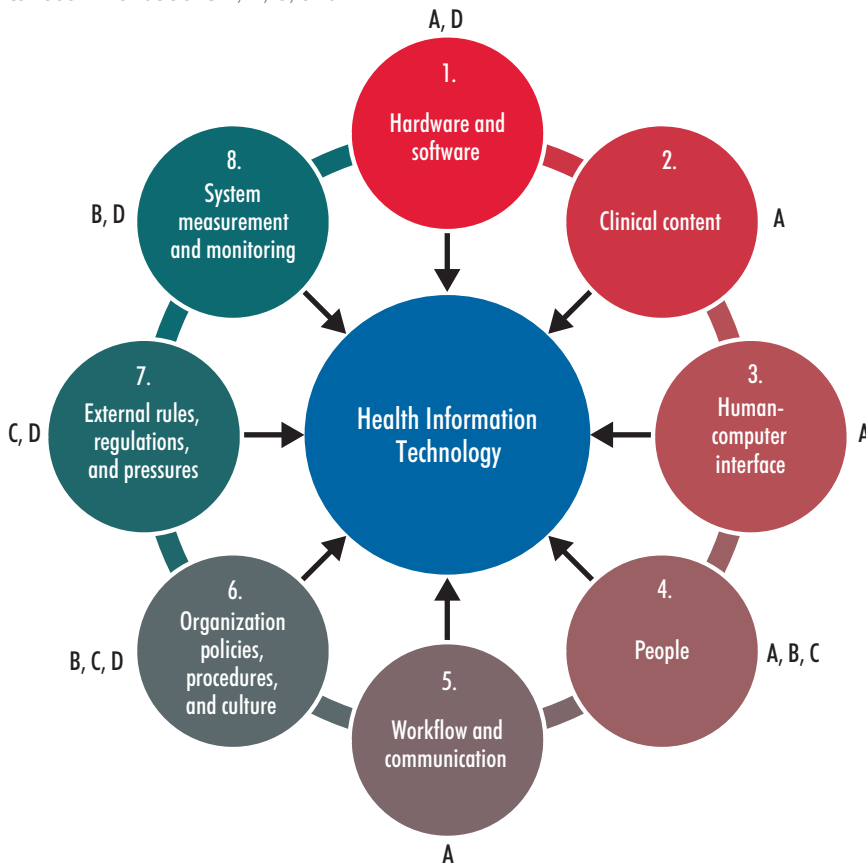 A, D
1.
Hardware and
software
2.
Clinical content
A
3.
Human-
computer
interface
A
4.
People
A, B, C
5.
Workflow and
communication
A
6.
Organization
policies,
procedures,
and culture
B, C, D
7.
External rules,
regulations,
and pressures
C, D
8.
System
measurement
and monitoring
B, D
Health Information
Technology